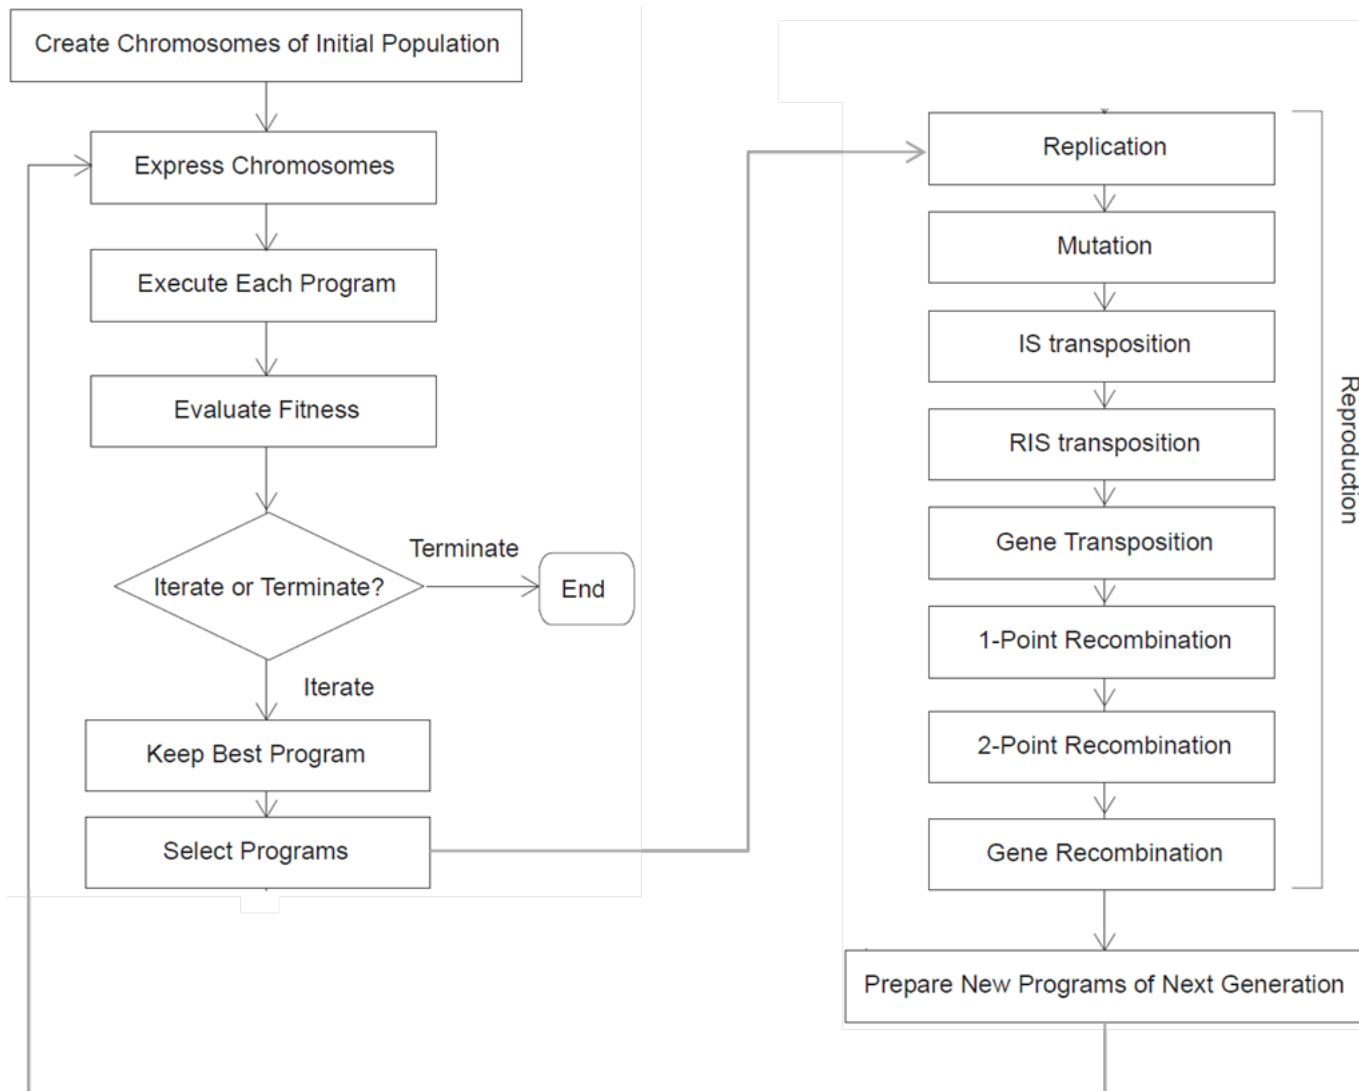 Create Chromosomes of Initial Population
Express Chromosomes
Execute Each Program
Evaluate Fitness
Iterate or Terminate?
Terminate
End
Iterate
Keep Best Program
Select Programs
Replication
Mutation
IS transposition
RIS transposition
Gene Transposition
1-Point Recombination
2-Point Recombination
Gene Recombination
Reproduction
Prepare New Programs of Next Generation